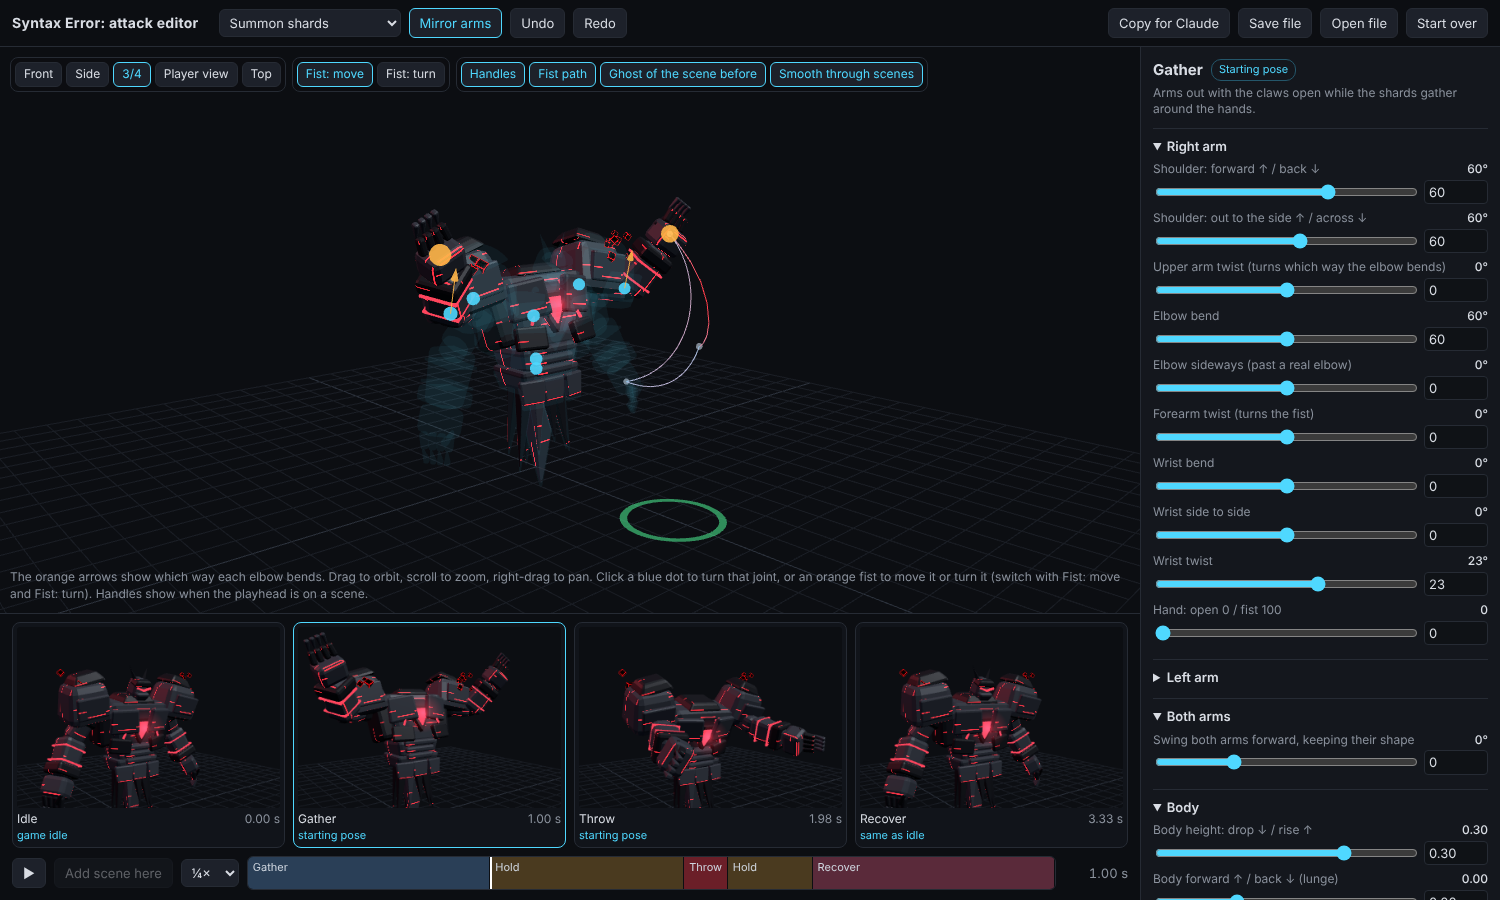 Syntax Error: attack editor
Summon shards
Mirror arms
Undo
Redo
Copy for Claude
Save file
Open file
Start over
Front
Side
3/4
Player view
Top
Fist: move
Fist: turn
Handles
Fist path
Ghost of the scene before
Smooth through scenes
The orange arrows show which way each elbow bends. Drag to orbit, scroll to zoom, right-drag to pan. Click a blue dot to turn that joint, or an orange fist to move it or turn it (switch with Fist: move
and Fist: turn). Handles show when the playhead is on a scene.
Idle 0.00 s
game idle
Gather 1.00 s
starting pose
Throw 1.98 s
starting pose
Recover 3.33 s
same as idle
Add scene here
¼×
Gather
Hold
Throw
Hold
Recover
1.00 s
Gather
Starting pose
Arms out with the claws open while the shards gather
around the hands.
▼ Right arm
Shoulder: forward ↑ / back ↓ 60°
60
Shoulder: out to the side ↑ / across ↓ 60°
60
Upper arm twist (turns which way the elbow bends) 0°
0
Elbow bend 60°
60
Elbow sideways (past a real elbow) 0°
0
Forearm twist (turns the fist) 0°
0
Wrist bend 0°
0
Wrist side to side 0°
0
Wrist twist 23°
23
Hand: open 0 / fist 100 0
0
▶ Left arm
▼ Both arms
Swing both arms forward, keeping their shape 0°
0
▼ Body
Body height: drop ↓ / rise ↑ 0.30
0.30
Body forward ↑ / back ↓ (lunge) 0.00